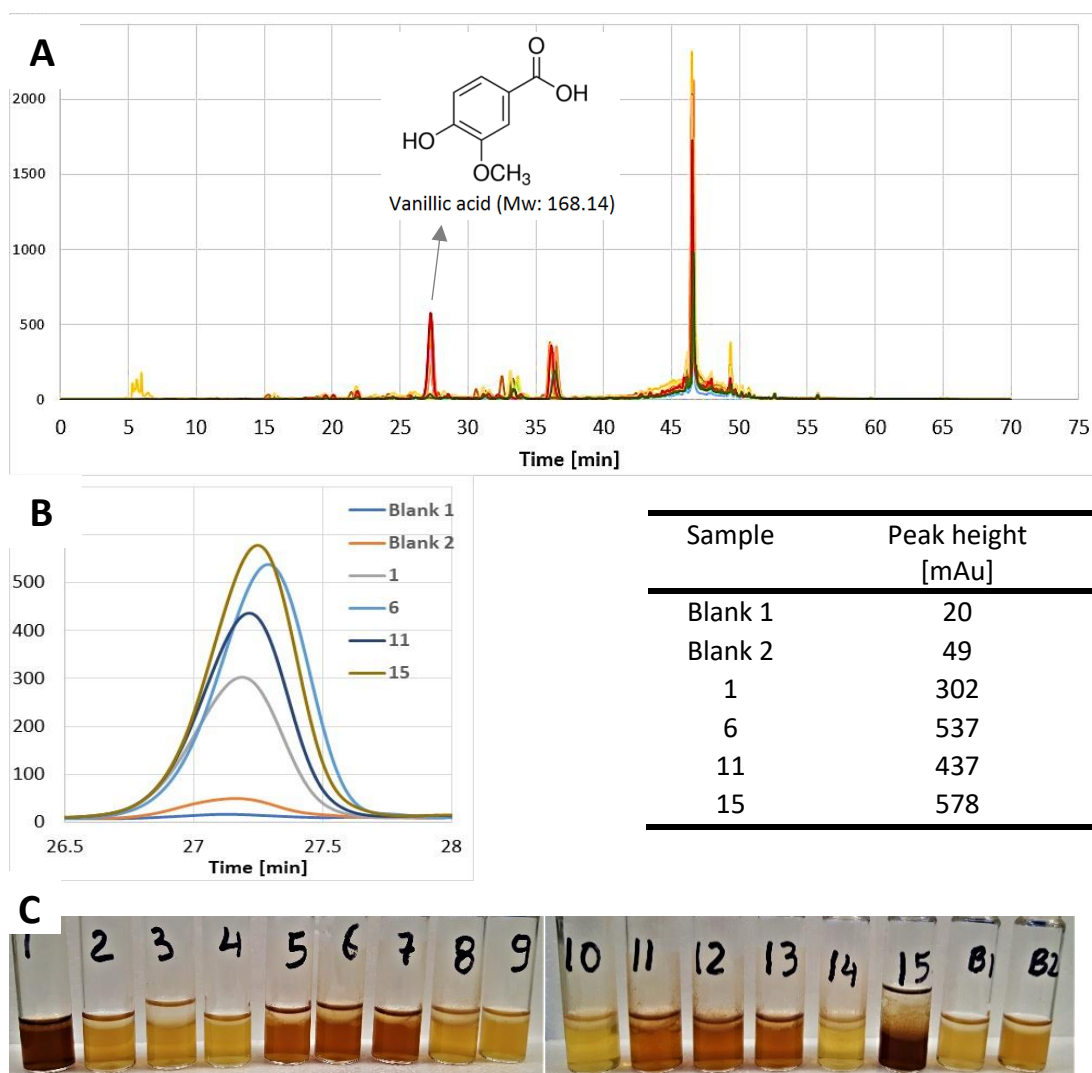 A
O
OH
HO
OCH3
Vanillic acid (Mw: 168.14)
2000
1500
1000
500
0
0 5 10 15 20 25 30 35 40 45 50 55 60 65 70 75
Time [min]
B
Blank 1
Blank 2
1
6
11
15
500
400
300
200
100
0
26.5 27 27.5 28
Time [min]
Sample Peak height
[mAu]
Blank 1 20
Blank 2 49
1 302
6 537
11 437
15 578
C
1 2 3 4 5 6 7 8 9 10 11 12 13 14 15 B1 B2